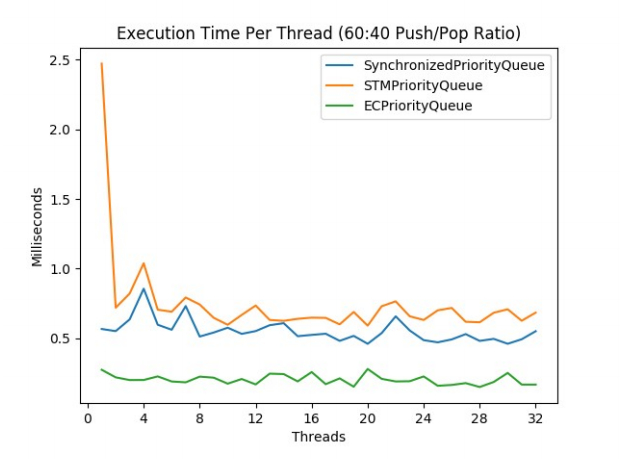 Execution Time Per Thread (60:40 Push/Pop Ratio)
SynchronizedPriorityQueue
STMPriorityQueue
ECPriorityQueue
Milliseconds
2.5
2.0
1.5
1.0
0.5
0 4 8 12 16 20 24 28 32
Threads